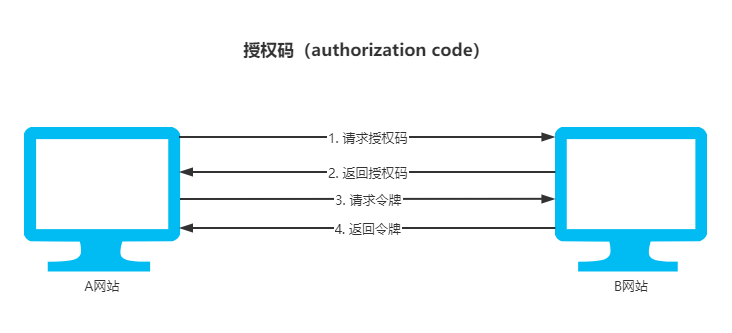 授权码（authorization code）
1. 请求授权码
2. 返回授权码
3. 请求令牌
4. 返回令牌
A网站
B网站